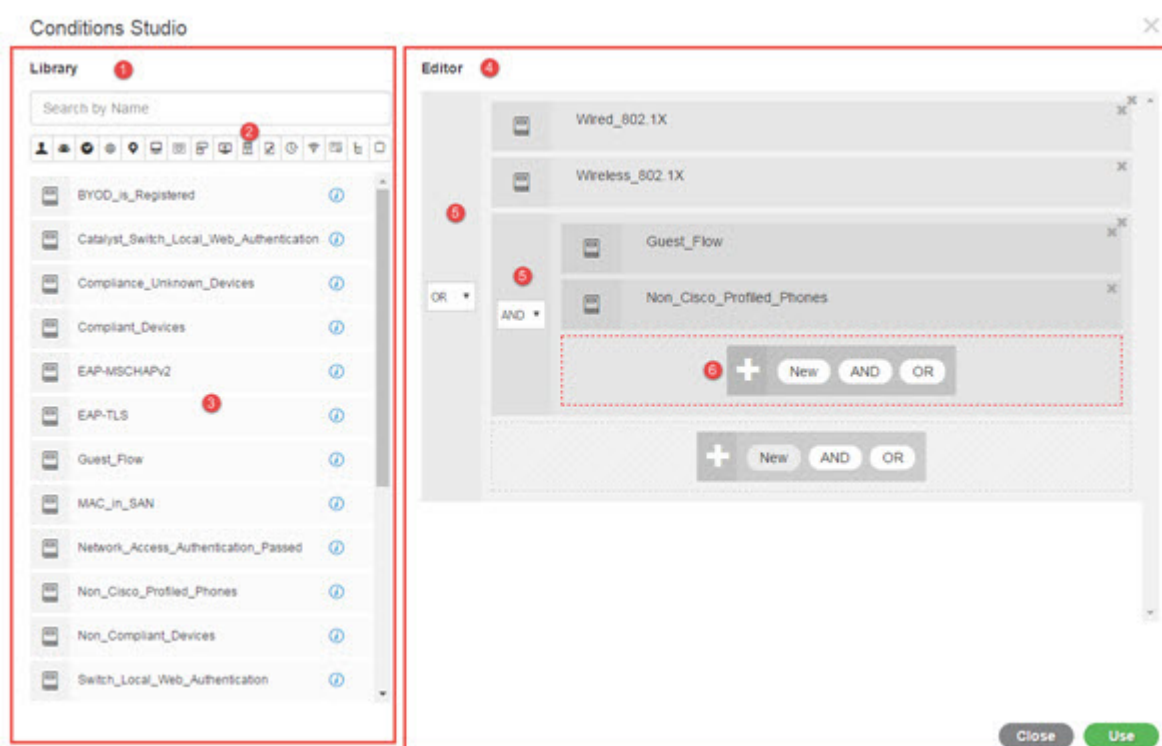 Conditions Studio
Library 1
Search by Name
2
BYOD_is_Registered
Catalyst_Switch_Local_Web_Authentication
Compliance_Unknown_Devices
Compliant_Devices
EAP-MSCHAPv2
EAP-TLS
3
Guest_Flow
MAC_in_SAN
Network_Access_Authentication_Passed
Non_Cisco_Profiled_Phones
Non_Compliant_Devices
Switch_Local_Web_Authentication
Editor 4
5
OR
Wired_802.1X
Wireless_802.1X
5
AND
Guest_Flow
Non_Cisco_Profiled_Phones
6 New AND OR
New AND OR
Close Use